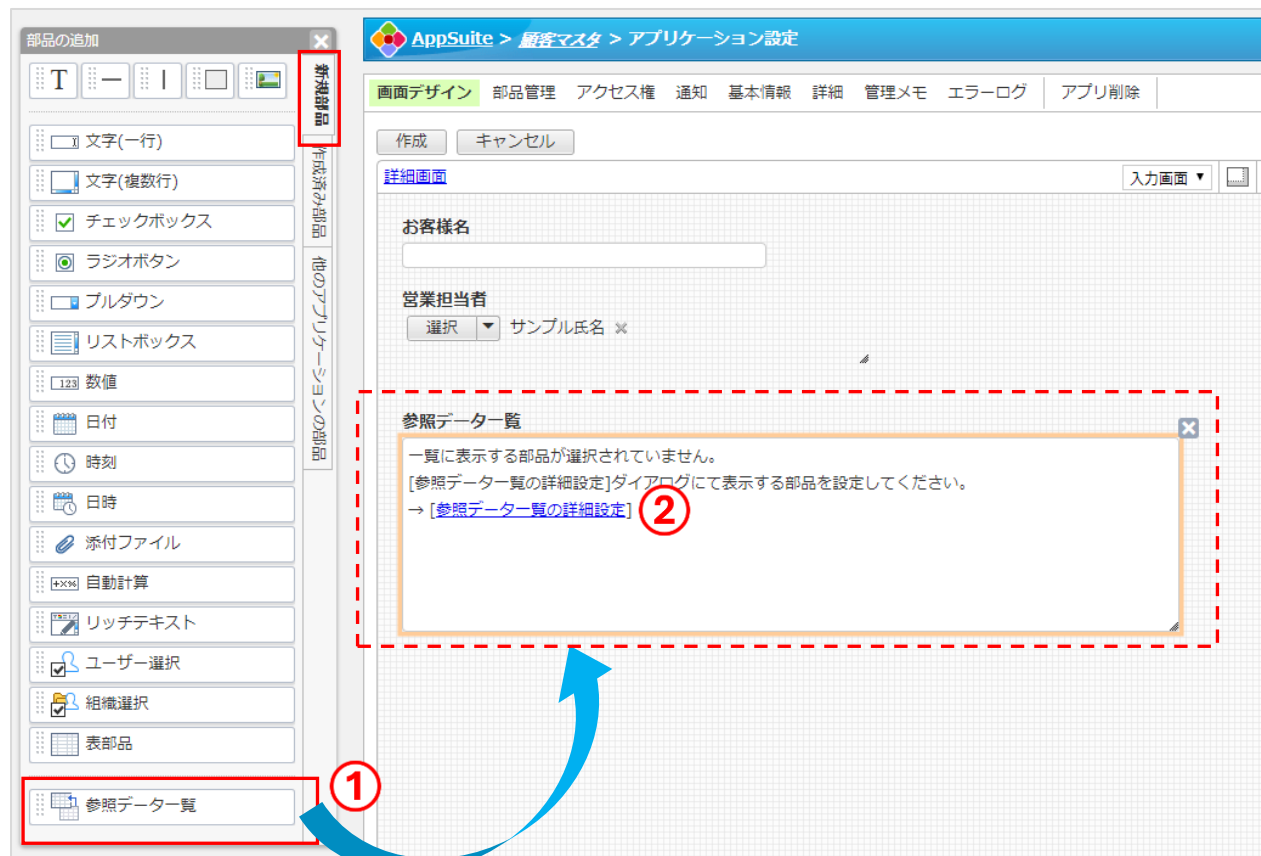 部品の追加
T
新規部品
作成済み部品
他のアプリケーションの部品
文字(一行)
文字(複数行)
チェックボックス
ラジオボタン
プルダウン
リストボックス
123 数値
日付
時刻
日時
添付ファイル
+×% 自動計算
リッチテキスト
ユーザー選択
組織選択
表部品
参照データ一覧
①
AppSuite > 顧客マスタ > アプリケーション設定
画面デザイン 部品管理 アクセス権 通知 基本情報 詳細 管理メモ エラーログ アプリ削除
作成 キャンセル
詳細画面 入力画面 ▼
お客様名
営業担当者
選択 ▼ サンプル氏名 ×
参照データ一覧
一覧に表示する部品が選択されていません。
[参照データ一覧の詳細設定]ダイアログにて表示する部品を設定してください。
→ [参照データ一覧の詳細設定] ②